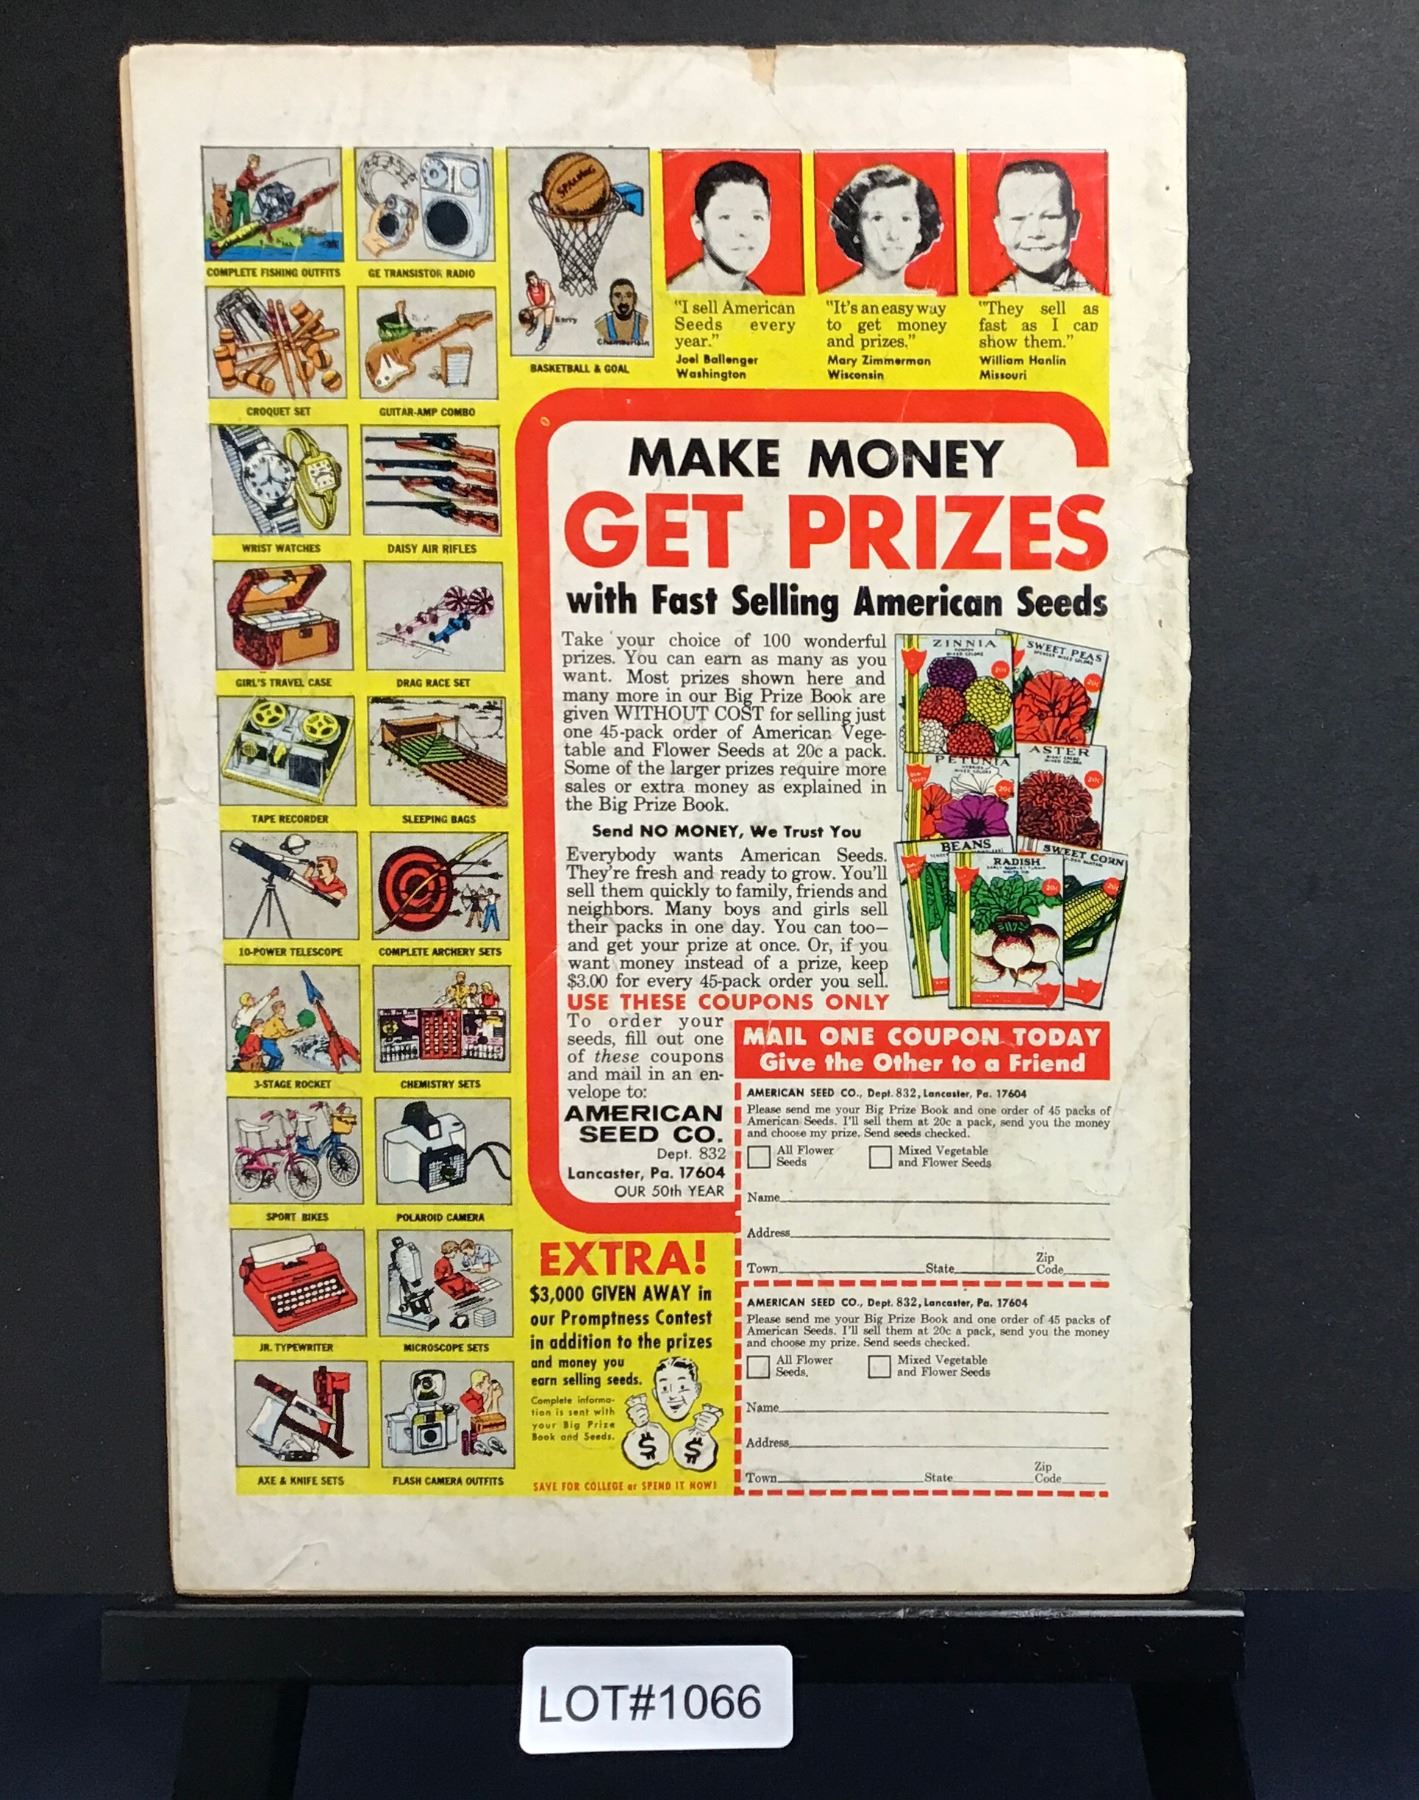 SPALDING
Barry
Chamberlain
COMPLETE FISHING OUTFITS
GE TRANSISTOR RADIO
BASKETBALL & GOAL
CROQUET SET
GUITAR-AMP COMBO
WRIST WATCHES
DAISY AIR RIFLES
GIRL'S TRAVEL CASE
DRAG RACE SET
TAPE RECORDER
SLEEPING BAGS
10-POWER TELESCOPE
COMPLETE ARCHERY SETS
3-STAGE ROCKET
CHEMISTRY SETS
SPORT BIKES
POLAROID CAMERA
JR. TYPEWRITER
MICROSCOPE SETS
AXE & KNIFE SETS
FLASH CAMERA OUTFITS
"I sell American
Seeds every
year."
Joel Ballenger
Washington
"It's an easy way
to get money
and prizes."
Mary Zimmerman
Wisconsin
"They sell as
fast as I can
show them."
William Hanlin
Missouri
MAKE MONEY
GET PRIZES
with Fast Selling American Seeds
Take your choice of 100 wonderful
prizes. You can earn as many as you
want. Most prizes shown here and
many more in our Big Prize Book are
given WITHOUT COST for selling just
one 45-pack order of American Vege-
table and Flower Seeds at 20c a pack.
Some of the larger prizes require more
sales or extra money as explained in
the Big Prize Book.
Send NO MONEY, We Trust You
Everybody wants American Seeds.
They're fresh and ready to grow. You'll
sell them quickly to family, friends and
neighbors. Many boys and girls sell
their packs in one day. You can too—
and get your prize at once. Or, if you
want money instead of a prize, keep
$3.00 for every 45-pack order you sell.
USE THESE COUPONS ONLY
To order your
seeds, fill out one
of these coupons
and mail in an en-
velope to:
AMERICAN
SEED CO.
Dept. 832
Lancaster, Pa. 17604
OUR 50th YEAR
ZINNIA
MIXED COLORS
20c
SWEET PEAS
MIXED COLORS
20c
PETUNIA
MIXED COLORS
20c
ASTER
MIXED COLORS
20c
BEANS
RADISH
20c
SWEET CORN
20c
MAIL ONE COUPON TODAY
Give the Other to a Friend
AMERICAN SEED CO., Dept. 832, Lancaster, Pa. 17604
Please send me your Big Prize Book and one order of 45 packs of
American Seeds. I'll sell them at 20c a pack, send you the money
and choose my prize. Send seeds checked.
All Flower
Seeds
Mixed Vegetable
and Flower Seeds
Name
Address
Town State Zip
Code
AMERICAN SEED CO., Dept. 832, Lancaster, Pa. 17604
Please send me your Big Prize Book and one order of 45 packs of
American Seeds. I'll sell them at 20c a pack, send you the money
and choose my prize. Send seeds checked.
All Flower
Seeds.
Mixed Vegetable
and Flower Seeds
Name
Address
Town State Zip
Code
EXTRA!
$3,000 GIVEN AWAY in
our Promptness Contest
in addition to the prizes
and money you
earn selling seeds.
Complete informa-
tion is sent with
your Big Prize
Book and Seeds.
$ $
SAVE FOR COLLEGE or SPEND IT NOW!
LOT#1066